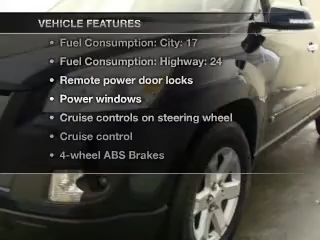 VEHICLE FEATURES
• Fuel Consumption: City: 17
• Fuel Consumption: Highway: 24
• Remote power door locks
• Power windows
• Cruise controls on steering wheel
• Cruise control
• 4-wheel ABS Brakes